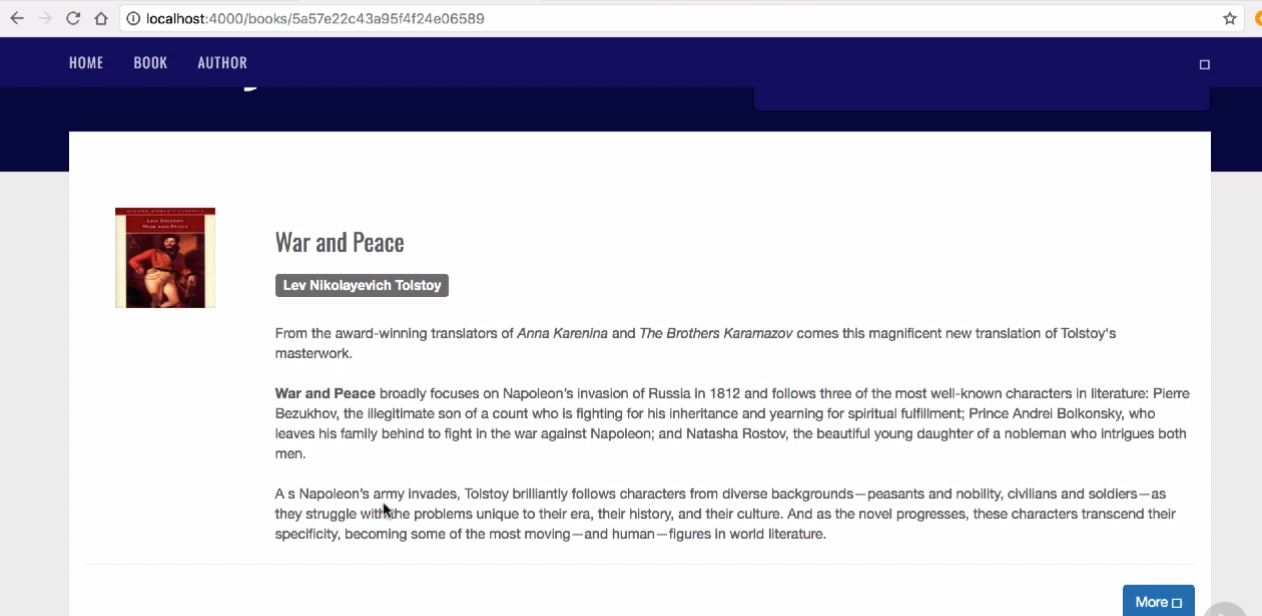 localhost:4000/books/5a57e22c43a95f4f24e06589
HOME BOOK AUTHOR
LEO TOLSTOY
WAR AND PEACE
War and Peace
Lev Nikolayevich Tolstoy
From the award-winning translators of Anna Karenina and The Brothers Karamazov comes this magnificent new translation of Tolstoy's
masterwork.
War and Peace broadly focuses on Napoleon's invasion of Russia in 1812 and follows three of the most well-known characters in literature: Pierre
Bezukhov, the illegitimate son of a count who is fighting for his inheritance and yearning for spiritual fulfillment; Prince Andrei Bolkonsky, who
leaves his family behind to fight in the war against Napoleon; and Natasha Rostov, the beautiful young daughter of a nobleman who intrigues both
men.
A s Napoleon's army invades, Tolstoy brilliantly follows characters from diverse backgrounds—peasants and nobility, civilians and soldiers—as
they struggle with the problems unique to their era, their history, and their culture. And as the novel progresses, these characters transcend their
specificity, becoming some of the most moving—and human—figures in world literature.
More